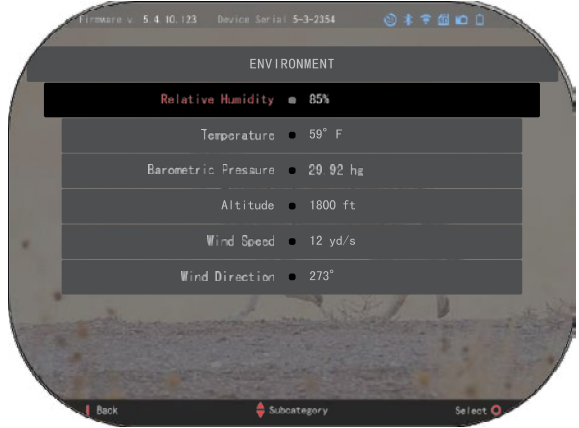 Firmware v. 5.4.10.123 Device Serial 5-3-2354
ENVIRONMENT
Relative Humidity 85%
Temperature 59° F
Barometric Pressure 29 92 hg
Altitude 1800 ft
Wind Speed 12 yd/s
Wind Direction 273°
Back Subcategory Select